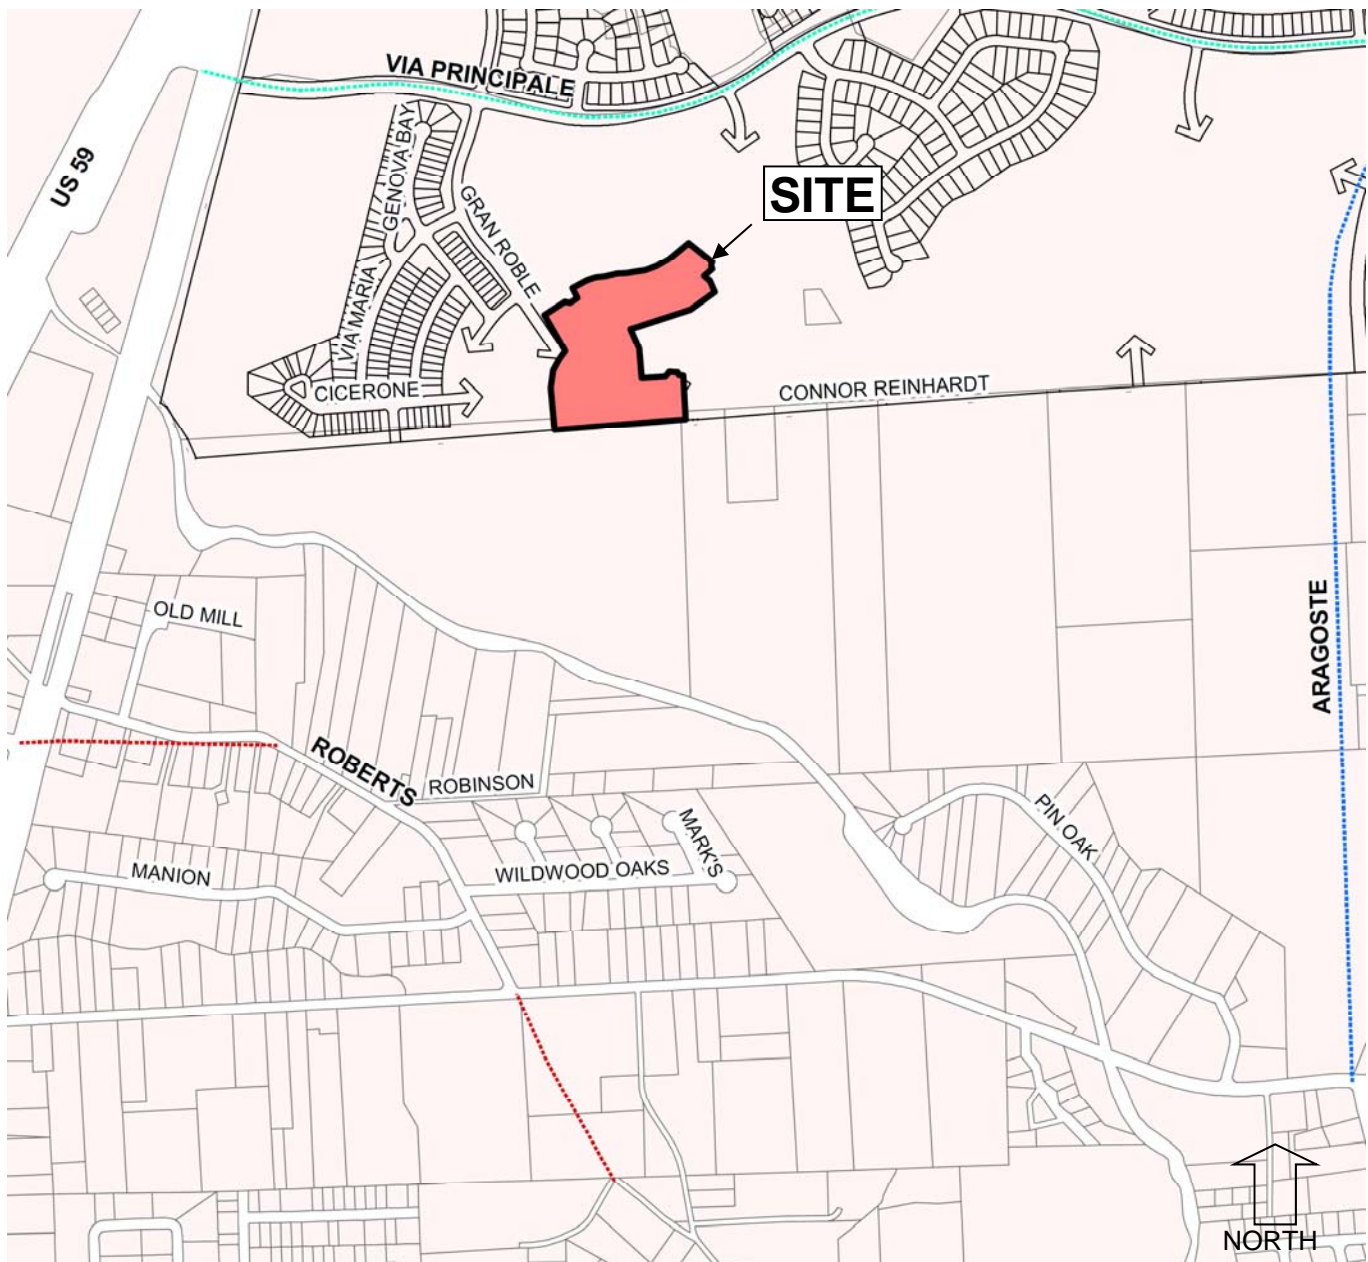 VIA PRINCIPALE
US 59
GENOVA BAY
GRAN ROBLE
SITE
VIA MARIA
CICERONE
CONNOR REINHARDT
OLD MILL
ARAGOSTE
ROBERTS
ROBINSON
PIN OAK
MARK'S
WILDWOOD OAKS
MANION
NORTH